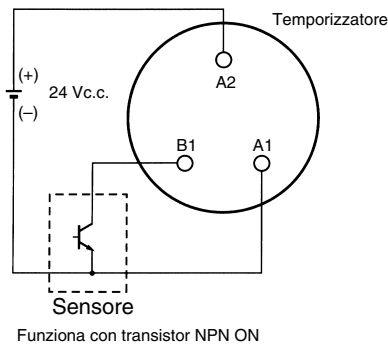 Temporizzatore
(+)
24 Vc.c.
(–)
A2
B1
A1
Sensore
Funziona con transistor NPN ON